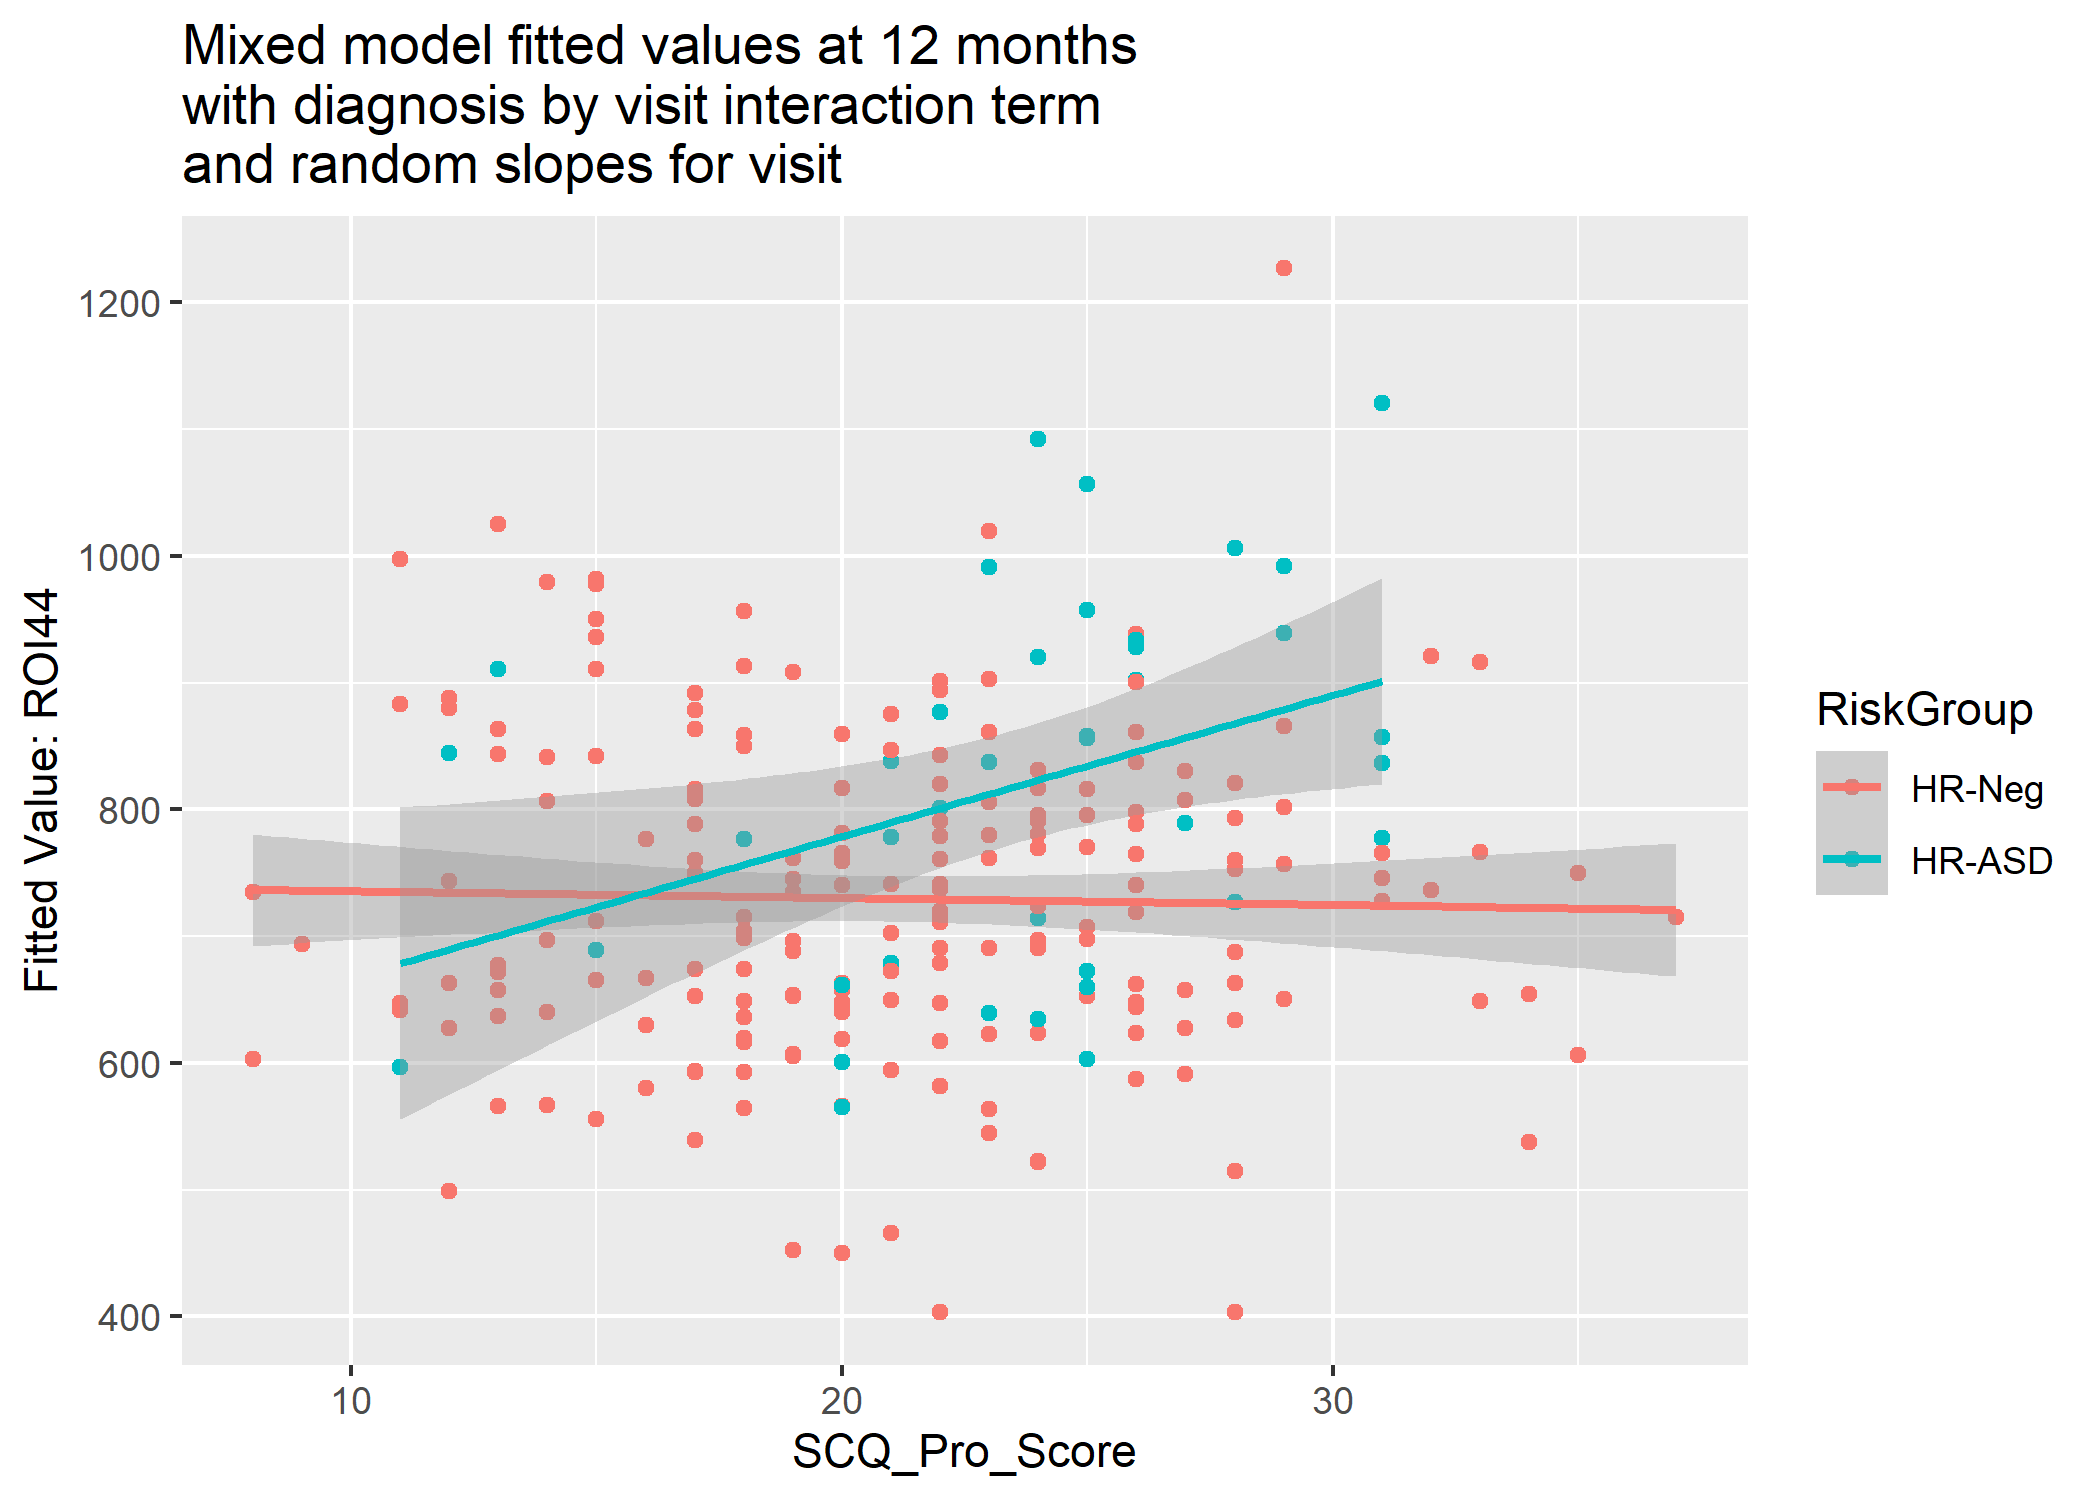 Mixed model fitted values at 12 months
with diagnosis by visit interaction term
and random slopes for visit
1200
1000
800
600
400
Fitted Value: ROI44
10 20 30
SCQ_Pro_Score
RiskGroup
HR-Neg
HR-ASD